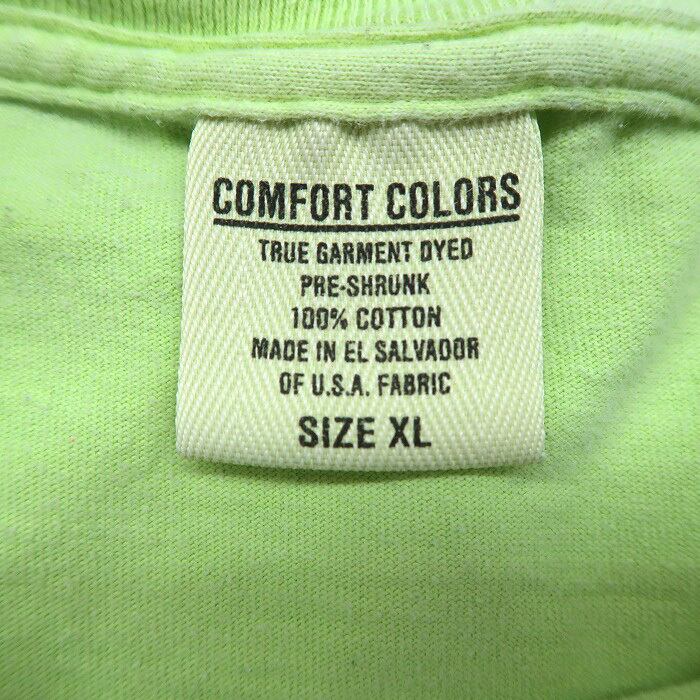 COMFORT COLORS
TRUE GARMENT DYED
PRE-SHRUNK
100% COTTON
MADE IN EL SALVADOR
OF U.S.A. FABRIC
SIZE XL